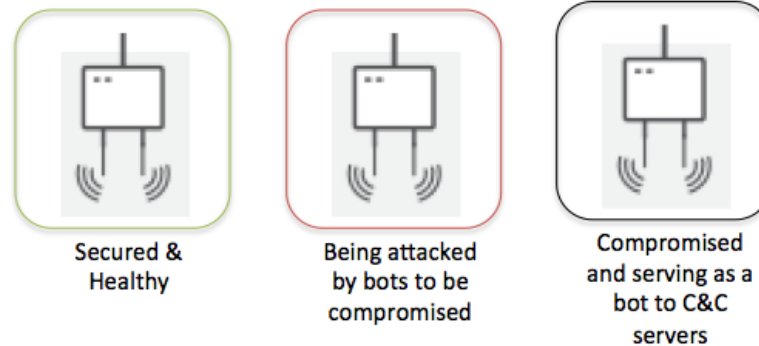 Secured &
Healthy
Being attacked
by bots to be
compromised
Compromised
and serving as a
bot to C&C
servers